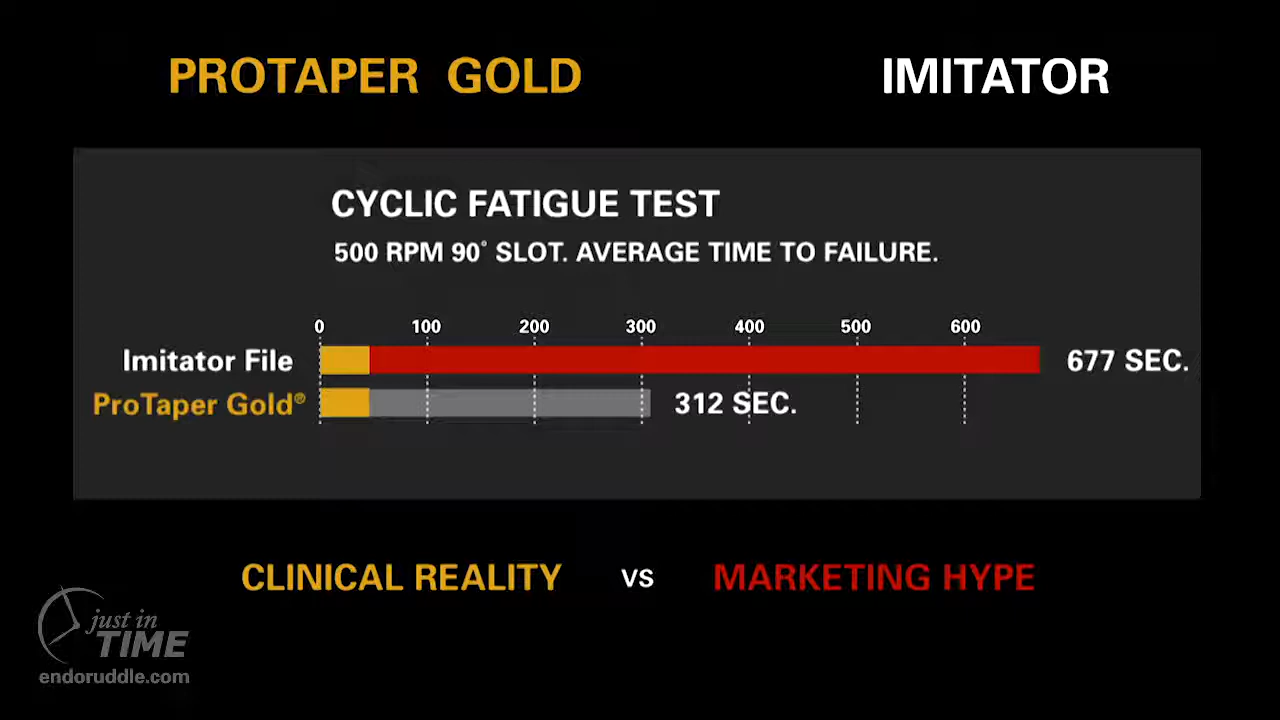 PROTAPER GOLD
IMITATOR
CYCLIC FATIGUE TEST
500 RPM 90° SLOT. AVERAGE TIME TO FAILURE.
0 100 200 300 400 500 600
Imitator File 677 SEC.
ProTaper Gold® 312 SEC.
CLINICAL REALITY VS MARKETING HYPE
just in
TIME
endoruddle.com